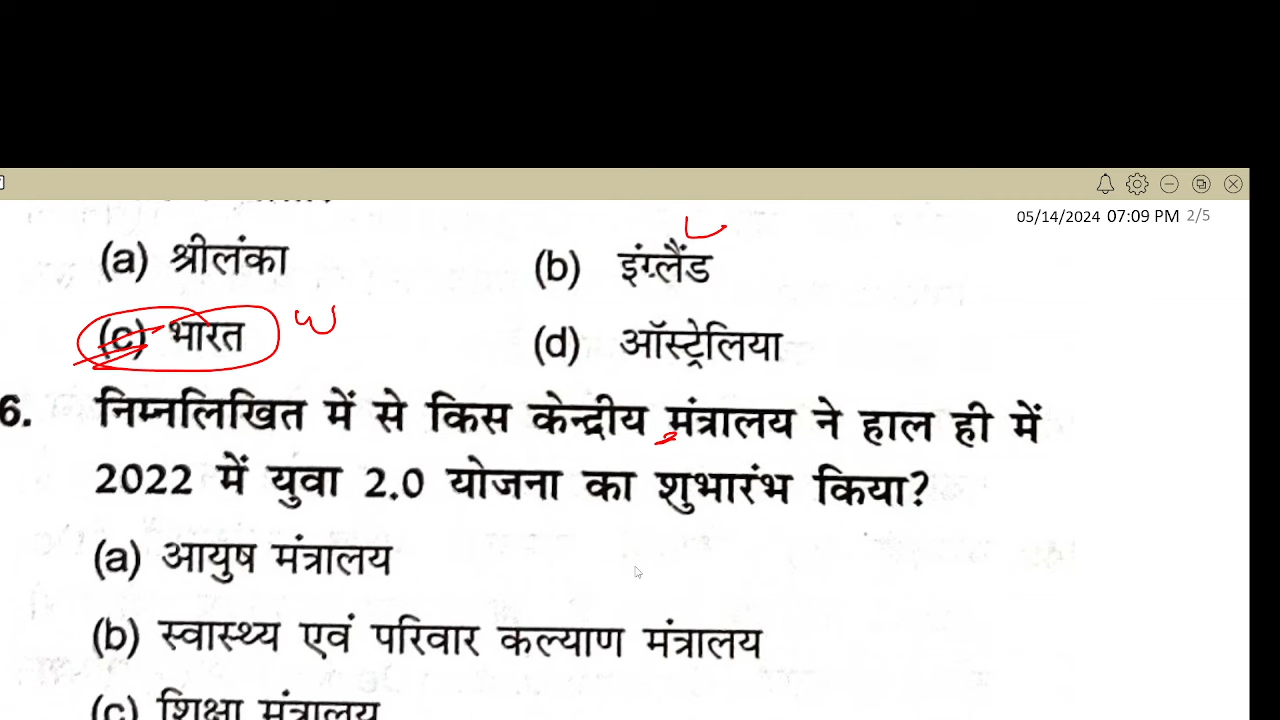 05/14/2024 07:09 PM 2/5
(a) श्रीलंका (b) इंग्लैंड
(c) भारत (d) ऑस्ट्रेलिया
6. निम्नलिखित में से किस केन्द्रीय मंत्रालय ने हाल ही में
2022 में युवा 2.0 योजना का शुभारंभ किया?
(a) आयुष मंत्रालय
(b) स्वास्थ्य एवं परिवार कल्याण मंत्रालय
(c) शिक्षा मंत्रालय